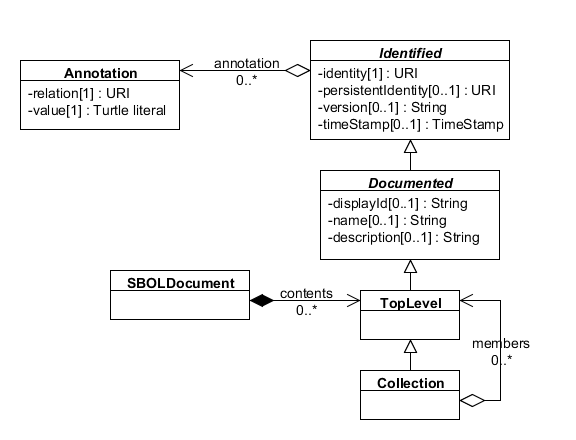 Identified
-identity[1] : URI
-persistentIdentity[0..1] : URI
-version[0..1] : String
-timeStamp[0..1] : TimeStamp
annotation
0..*
Annotation
-relation[1] : URI
-value[1] : Turtle literal
Documented
-displayId[0..1] : String
-name[0..1] : String
-description[0..1] : String
SBOLDocument
contents
0..*
TopLevel
members
0..*
Collection